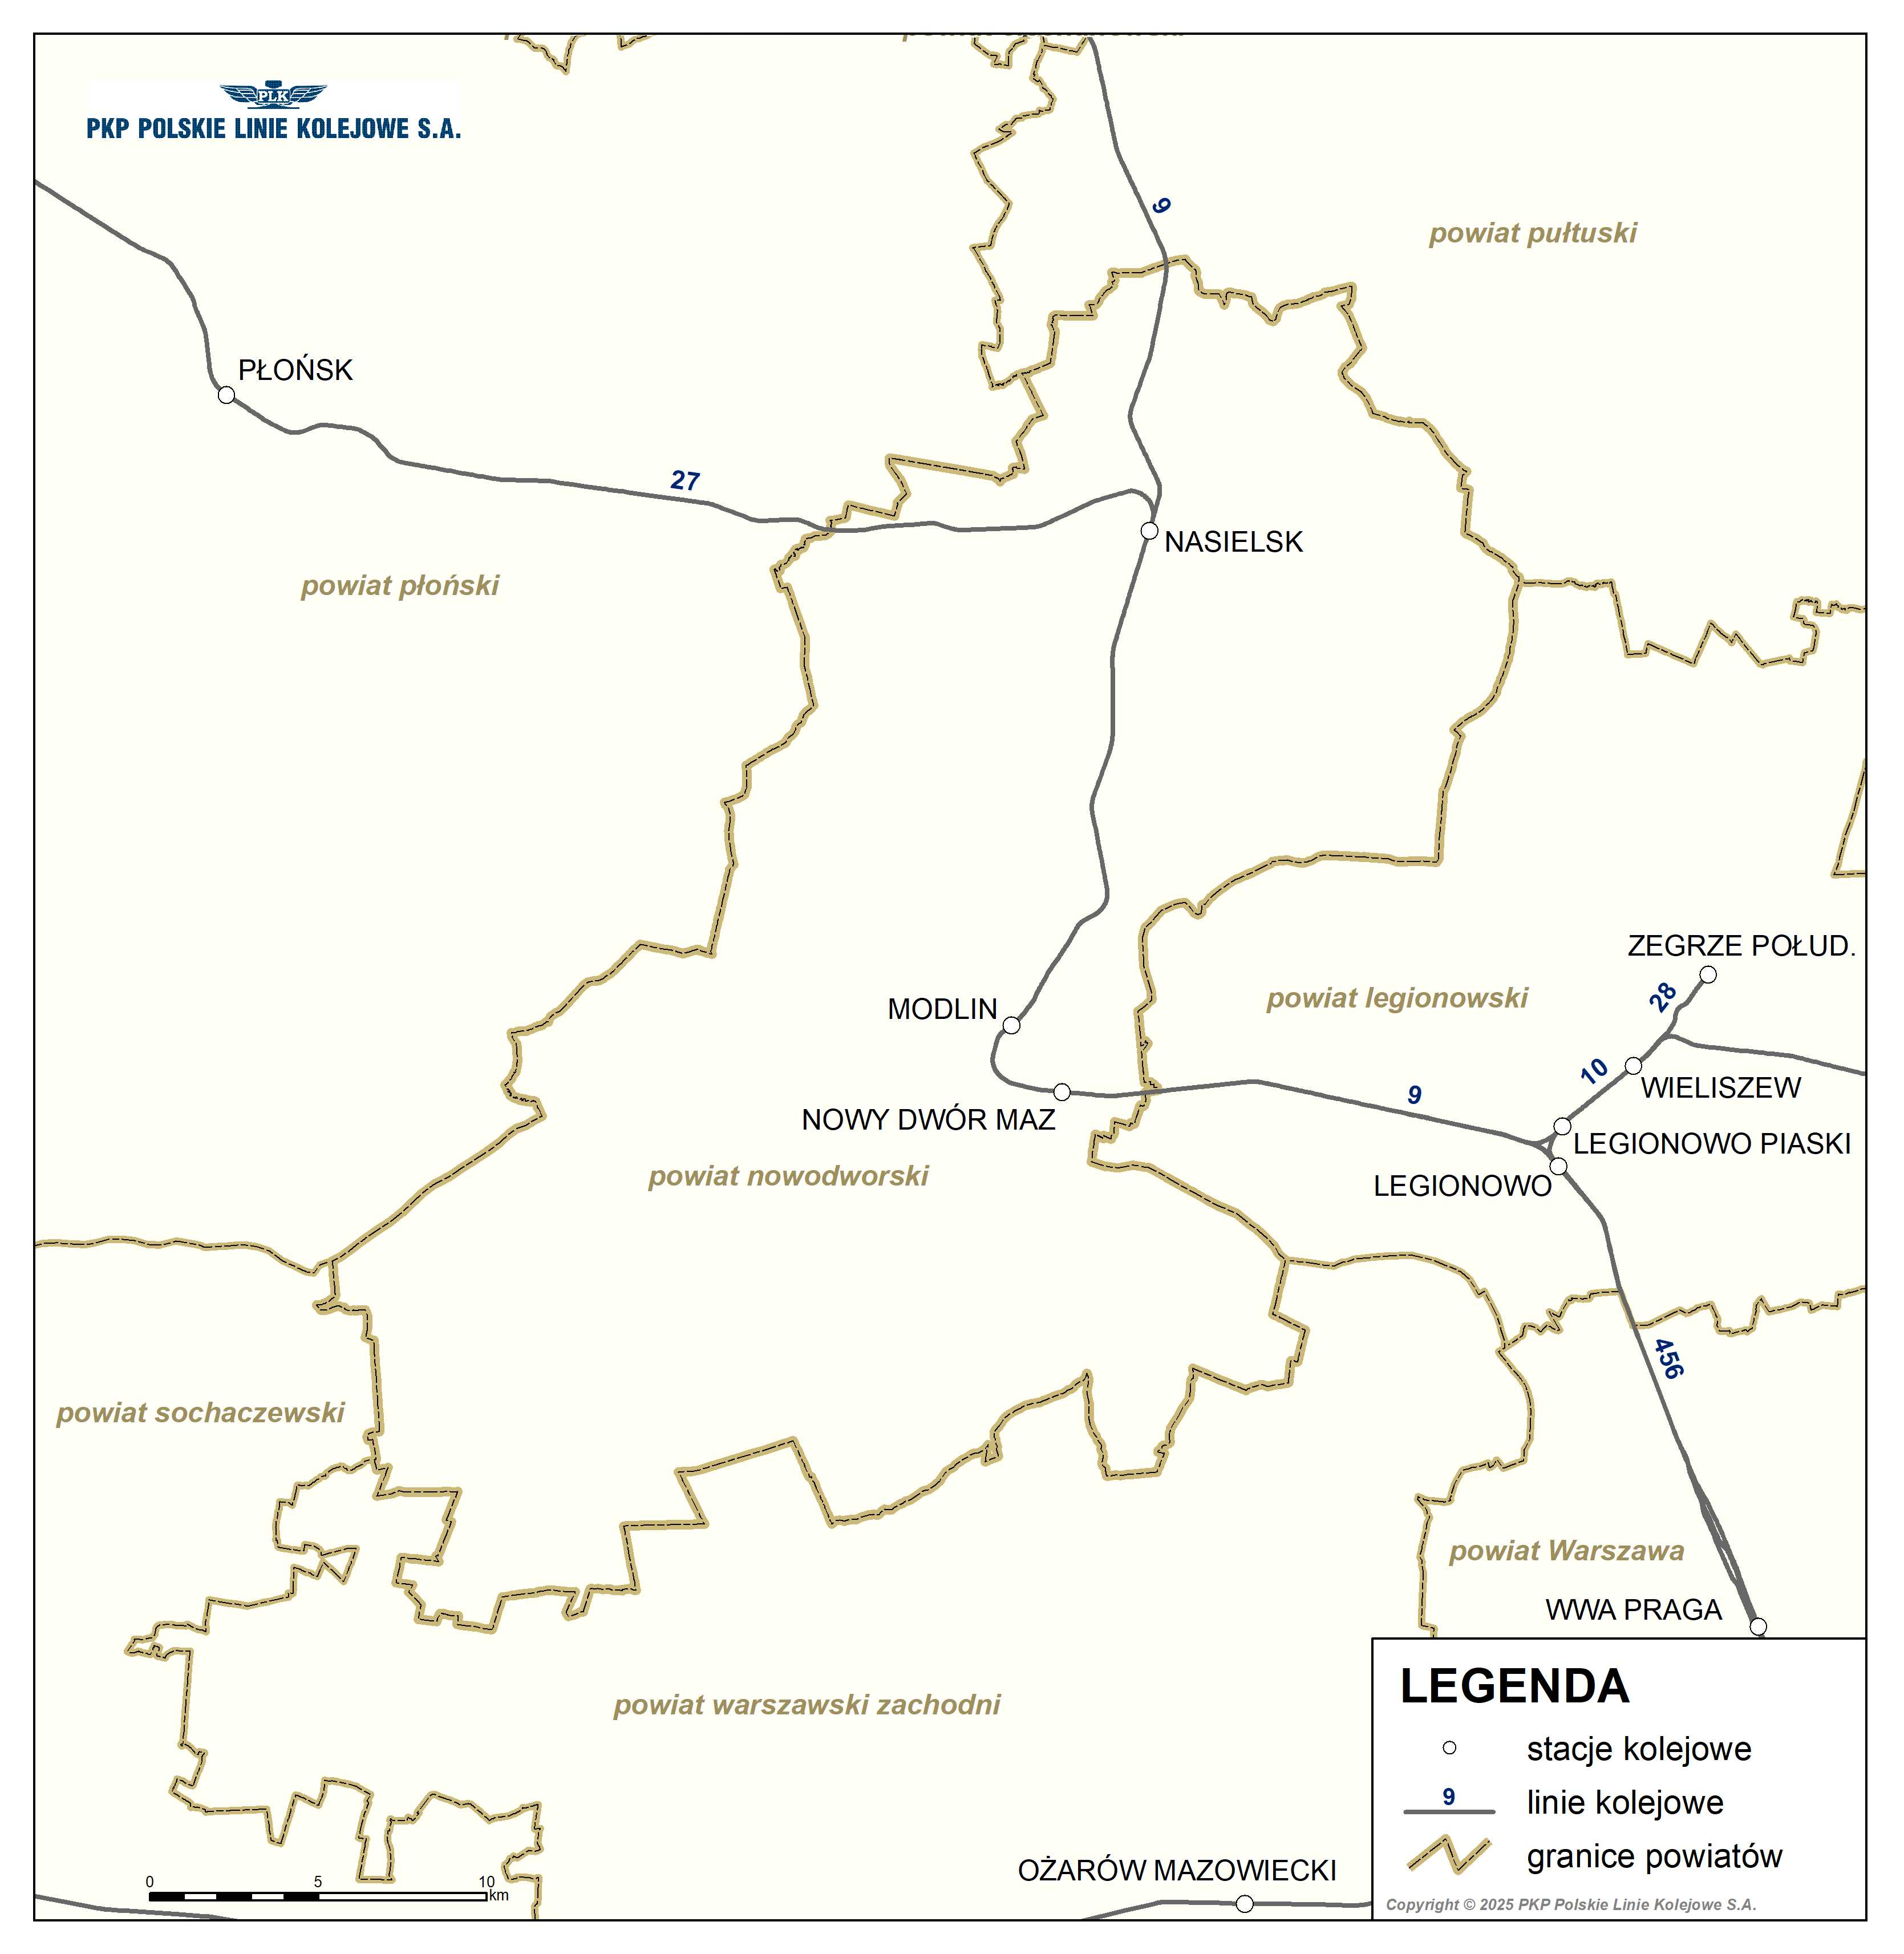 PLK
PKP POLSKIE LINIE KOLEJOWE S.A.
9
powiat pułtuski
PŁOŃSK
27
NASIELSK
powiat płoński
ZEGRZE POŁUD.
MODLIN
powiat legionowski
28
10
WIELISZEW
9
NOWY DWÓR MAZ
LEGIONOWO PIASKI
powiat nowodworski
LEGIONOWO
456
powiat sochaczewski
powiat Warszawa
WWA PRAGA
powiat warszawski zachodni
LEGENDA
stacje kolejowe
9
linie kolejowe
granice powiatów
OŻARÓW MAZOWIECKI
0 5 10
km
Copyright © 2025 PKP Polskie Linie Kolejowe S.A.